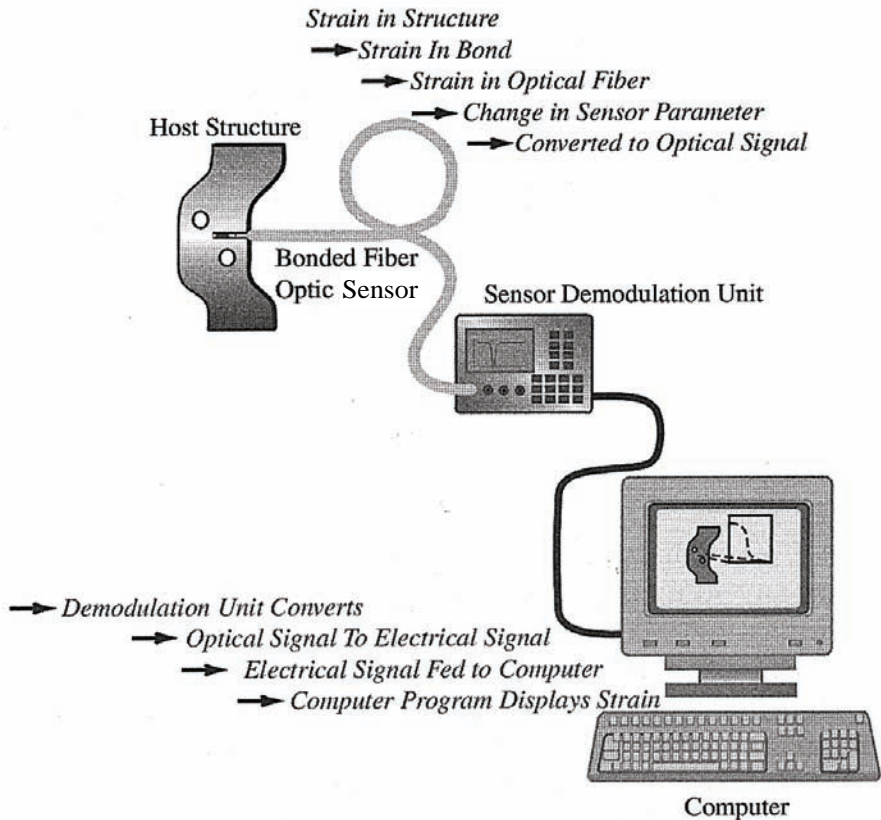 Strain in Structure
Strain In Bond
Strain in Optical Fiber
Change in Sensor Parameter
Converted to Optical Signal
Host Structure
Bonded Fiber
Optic Sensor
Sensor Demodulation Unit
Demodulation Unit Converts
Optical Signal To Electrical Signal
Electrical Signal Fed to Computer
Computer Program Displays Strain
Computer